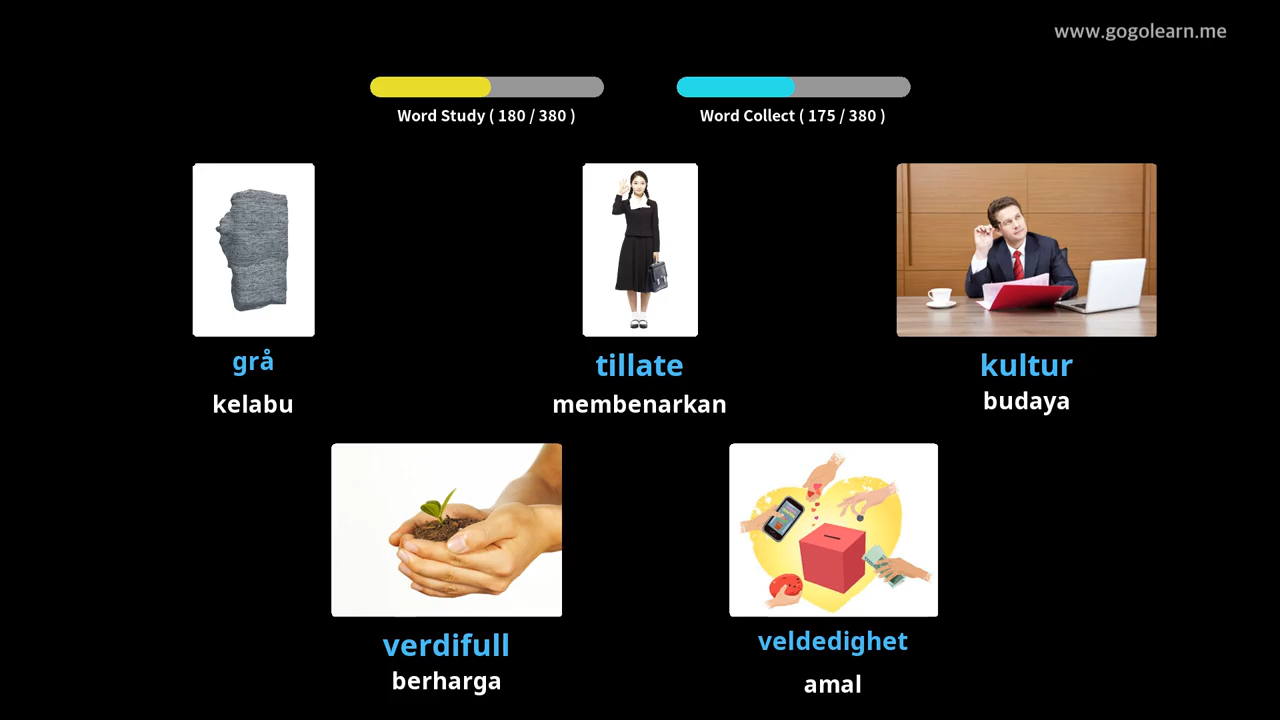 www.gogolearn.me
Word Study ( 180 / 380 )
Word Collect ( 175 / 380 )
grå
kelabu
tillate
membenarkan
kultur
budaya
verdifull
berharga
veldedighet
amal